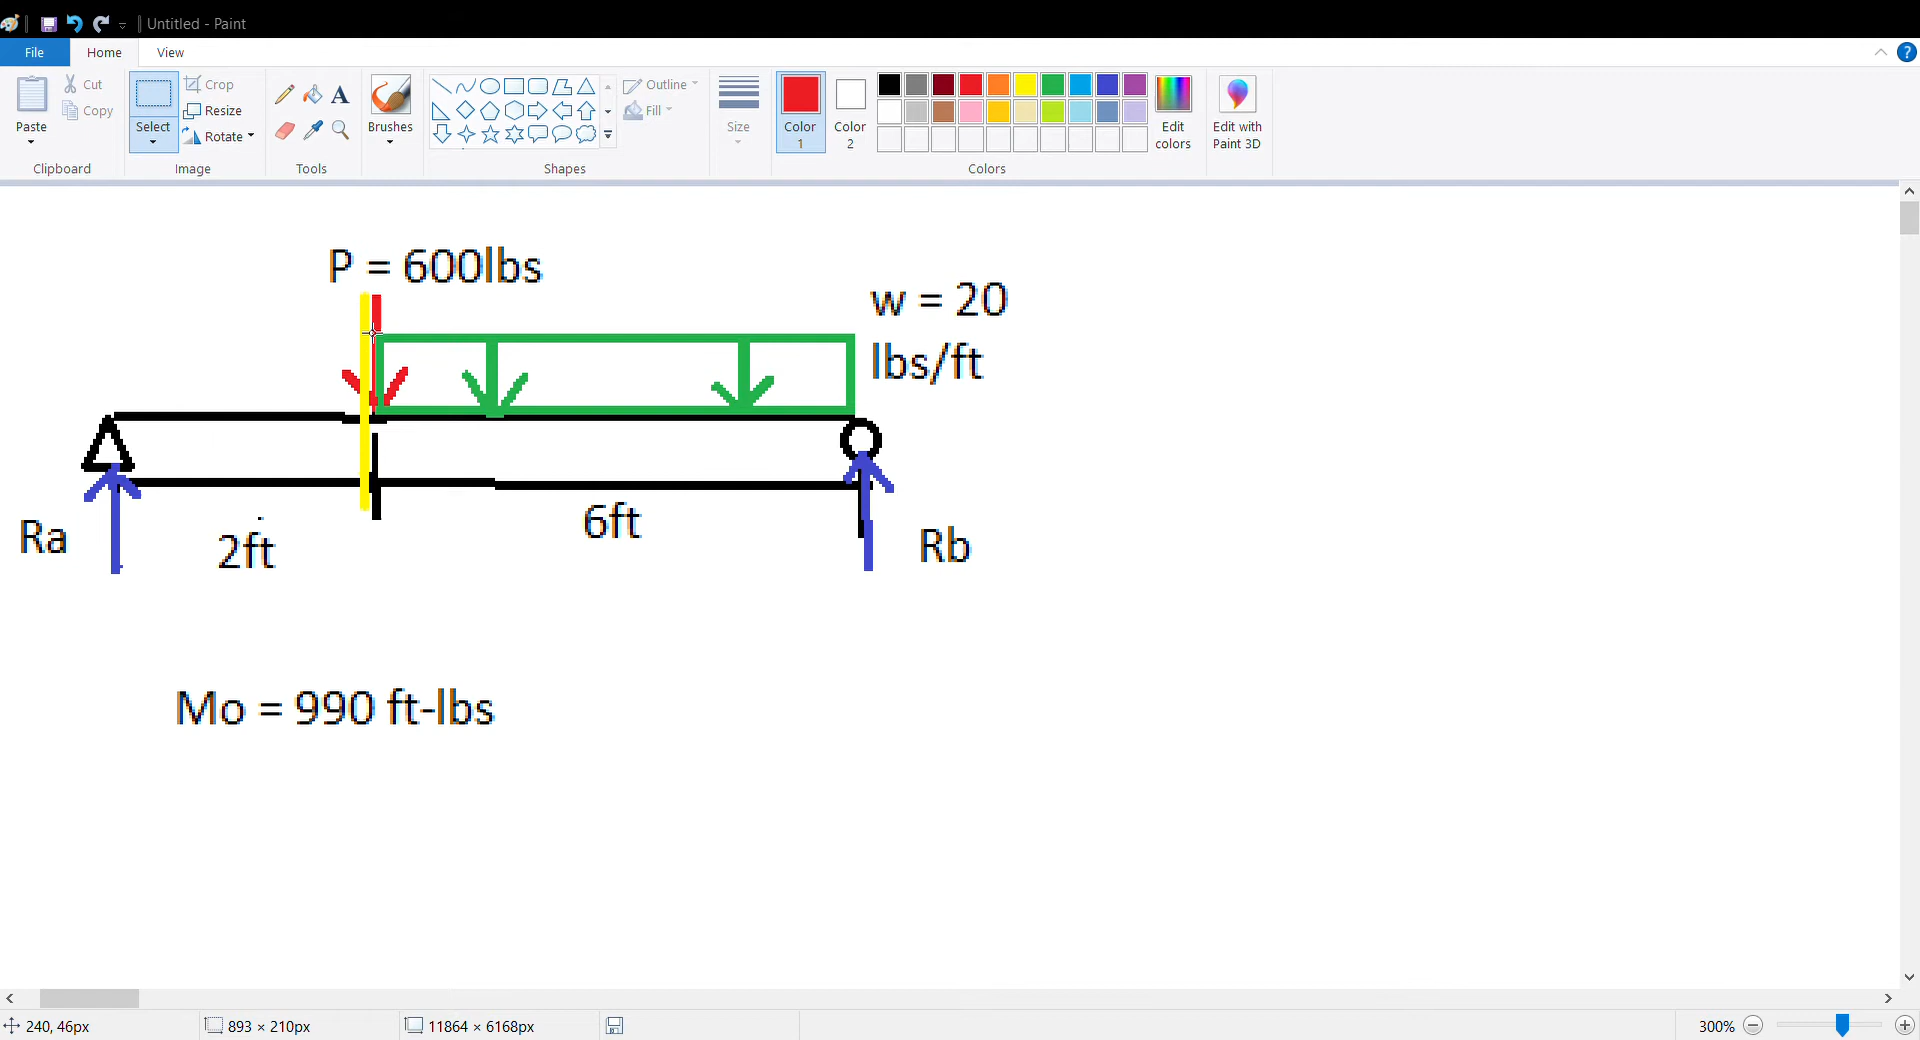 Untitled - Paint
File Home View
Paste
Cut
Copy
Clipboard
Select
Crop
Resize
Rotate
Image
A
Tools
Brushes
Outline
Fill
Shapes
Size
Color 1
Color 2
Edit colors
Edit with Paint 3D
Colors
?
P = 600lbs
w = 20
lbs/ft
Ra
2ft
6ft
Rb
Mo = 990 ft-lbs
240, 46px
893 × 210px
11864 × 6168px
300%